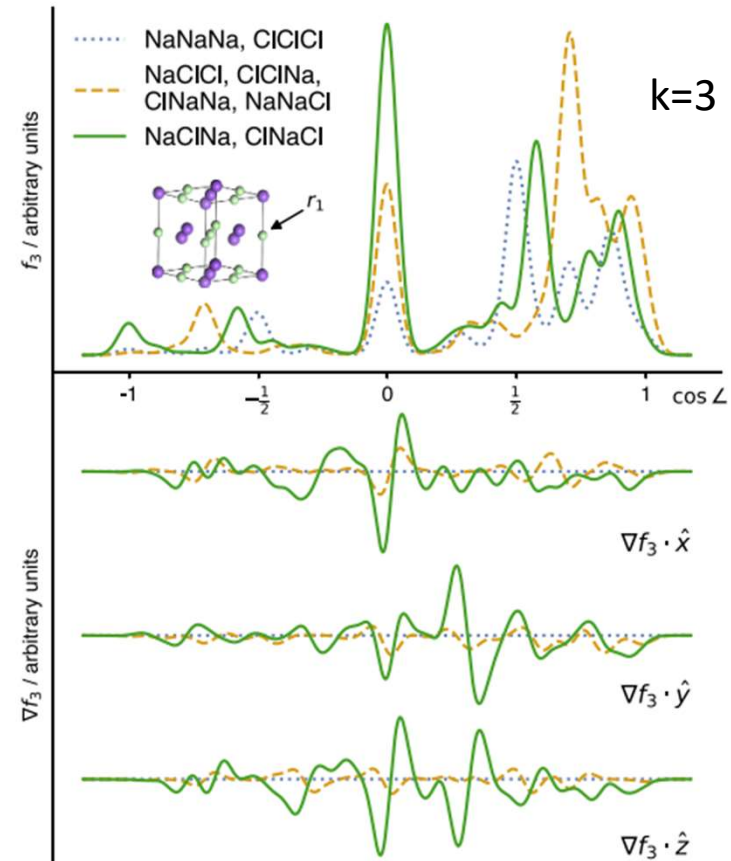 NaNaNa, ClClCl
NaClCl, ClClNa,
ClNaNa, NaNaCl
NaClNa, ClNaCl
k=3
r₁
f₃ / arbitrary units
-1
-½
0
½
1
cos∠
∇f₃ · x̂
∇f₃ · ŷ
∇f₃ · ẑ
∇f₃ / arbitrary units